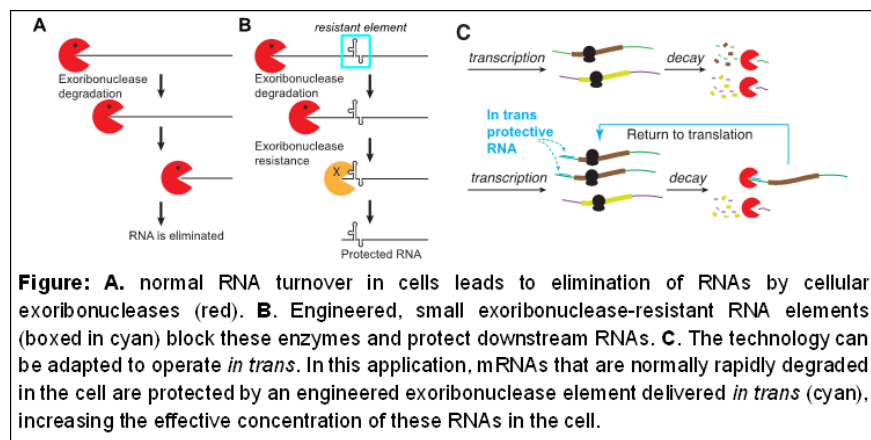 A
Exoribonuclease
degradation
RNA is eliminated
B
resistant element
Exoribonuclease
degradation
Exoribonuclease
resistance
X
Protected RNA
C
transcription
decay
In trans
protective
RNA
Return to translation
transcription
decay
Figure: A. normal RNA turnover in cells leads to elimination of RNAs by cellular
exoribonucleases (red). B. Engineered, small exoribonuclease-resistant RNA elements
(boxed in cyan) block these enzymes and protect downstream RNAs. C. The technology can
be adapted to operate in trans. In this application, mRNAs that are normally rapidly degraded
in the cell are protected by an engineered exoribonuclease element delivered in trans (cyan),
increasing the effective concentration of these RNAs in the cell.